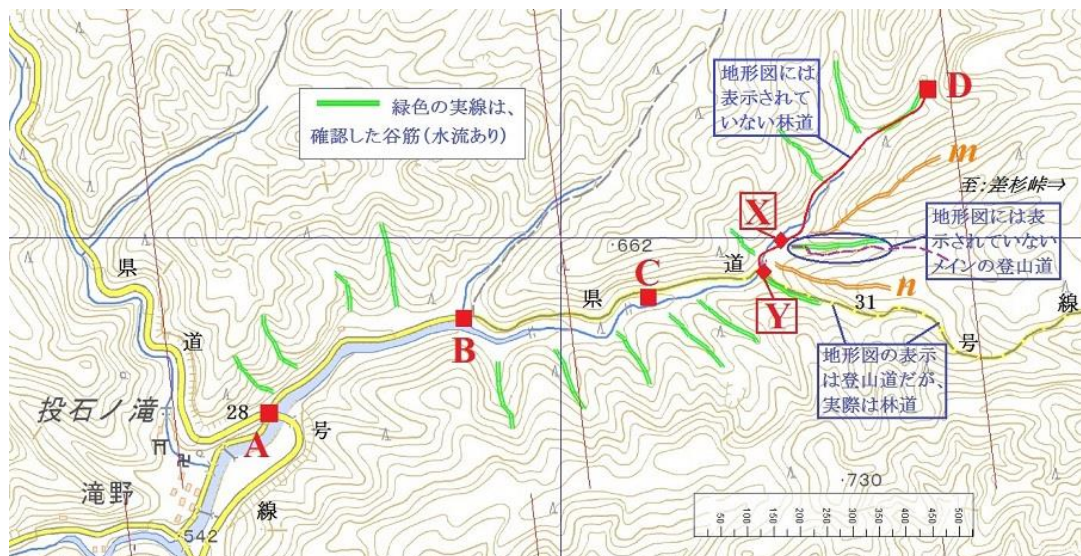 緑色の実線は、
確認した谷筋(水流あり)
地形図には
表示されて
いない林道
D
m
至:差杉峠⇒
地形図には表
示されていない
メインの登山道
X
・662
県
道
C
道
県
B
Y
n
31
号
線
地形図の表示
は登山道だが、
実際は林道
投石ノ滝
28
A
号
線
滝野
・542
・730
50
100
150
200
250
300
350
400
450
500